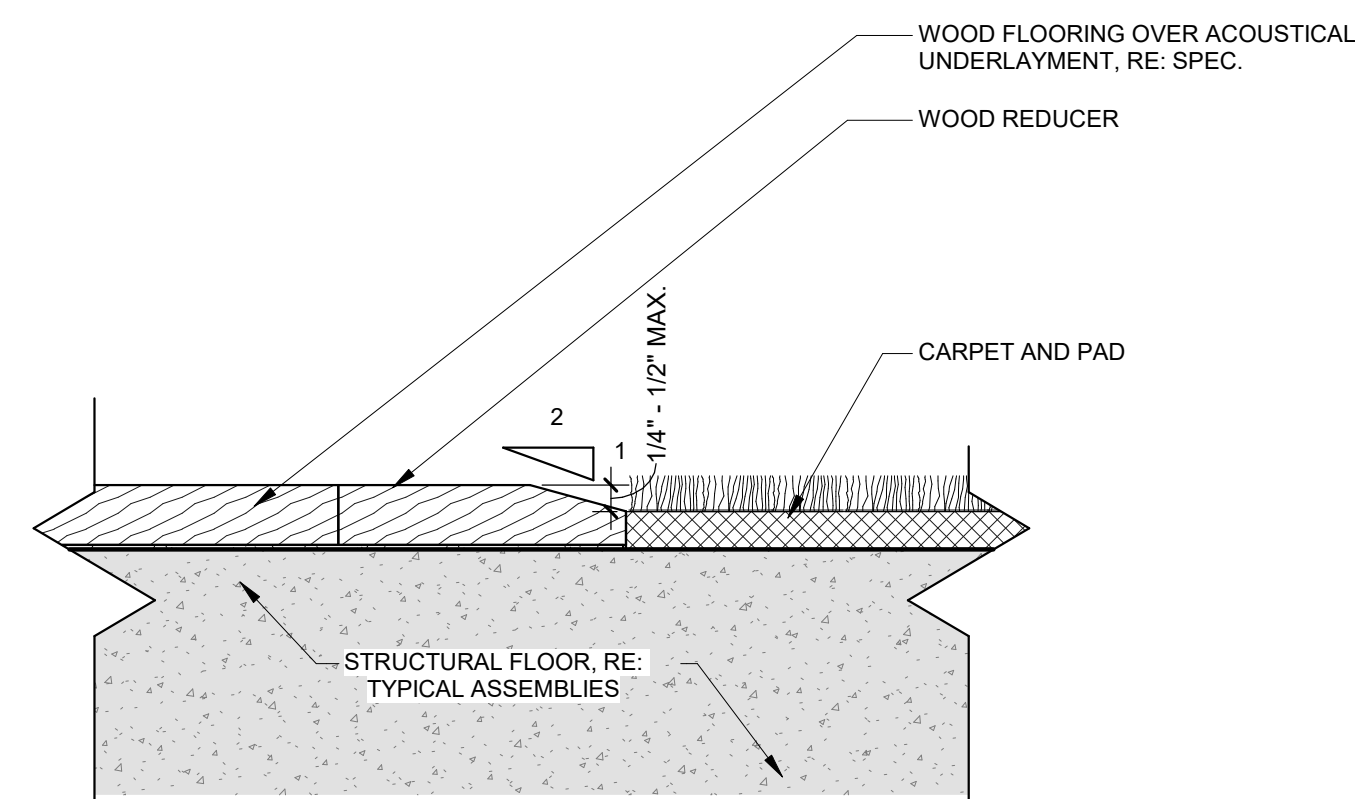 WOOD FLOORING OVER ACOUSTICAL
UNDERLAYMENT, RE: SPEC.
WOOD REDUCER
1/4" - 1/2" MAX.
CARPET AND PAD
2
1
STRUCTURAL FLOOR, RE:
TYPICAL ASSEMBLIES